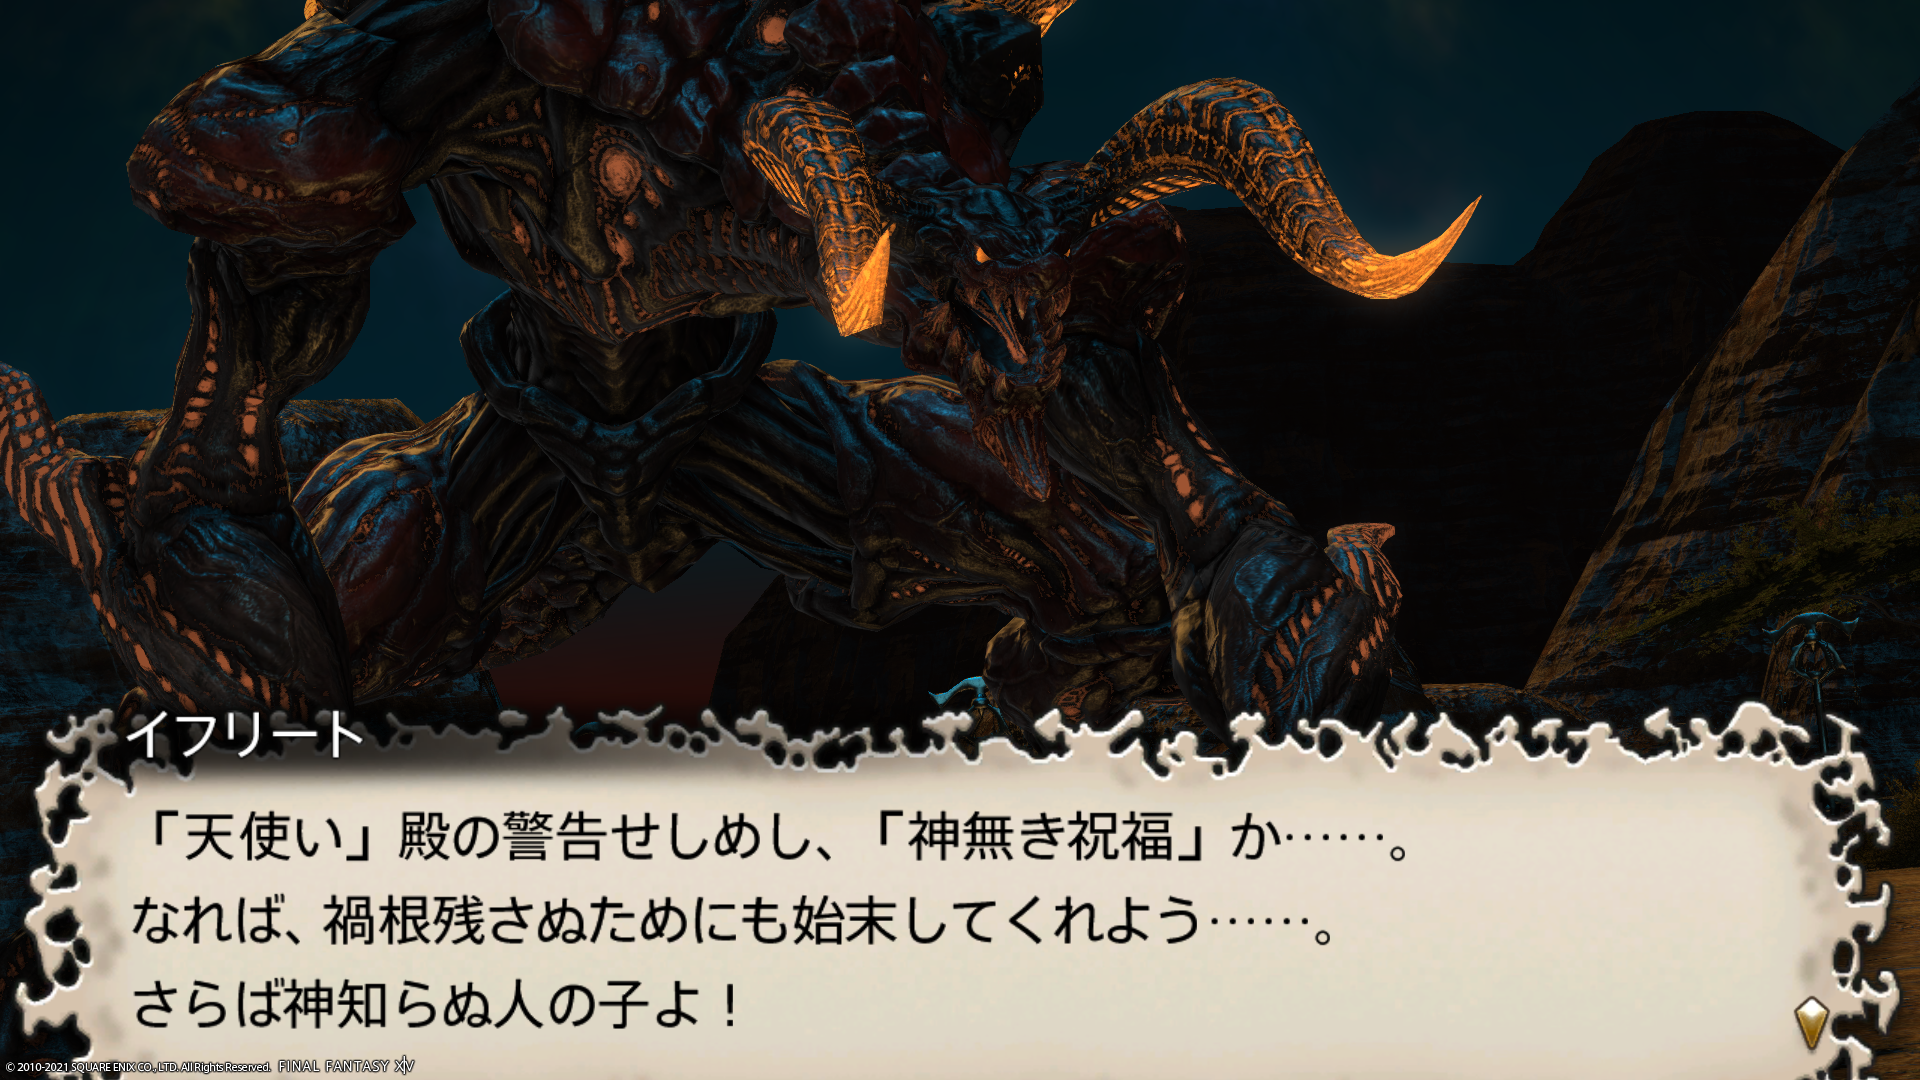 イフリート
「天使い」殿の警告せしめし、「神無き祝福」か……。
なれば、禍根残さぬためにも始末してくれよう……。
さらば神知らぬ人の子よ！
© 2010-2021 SQUARE ENIX CO., LTD. All Rights Reserved. FINAL FANTASY XIV